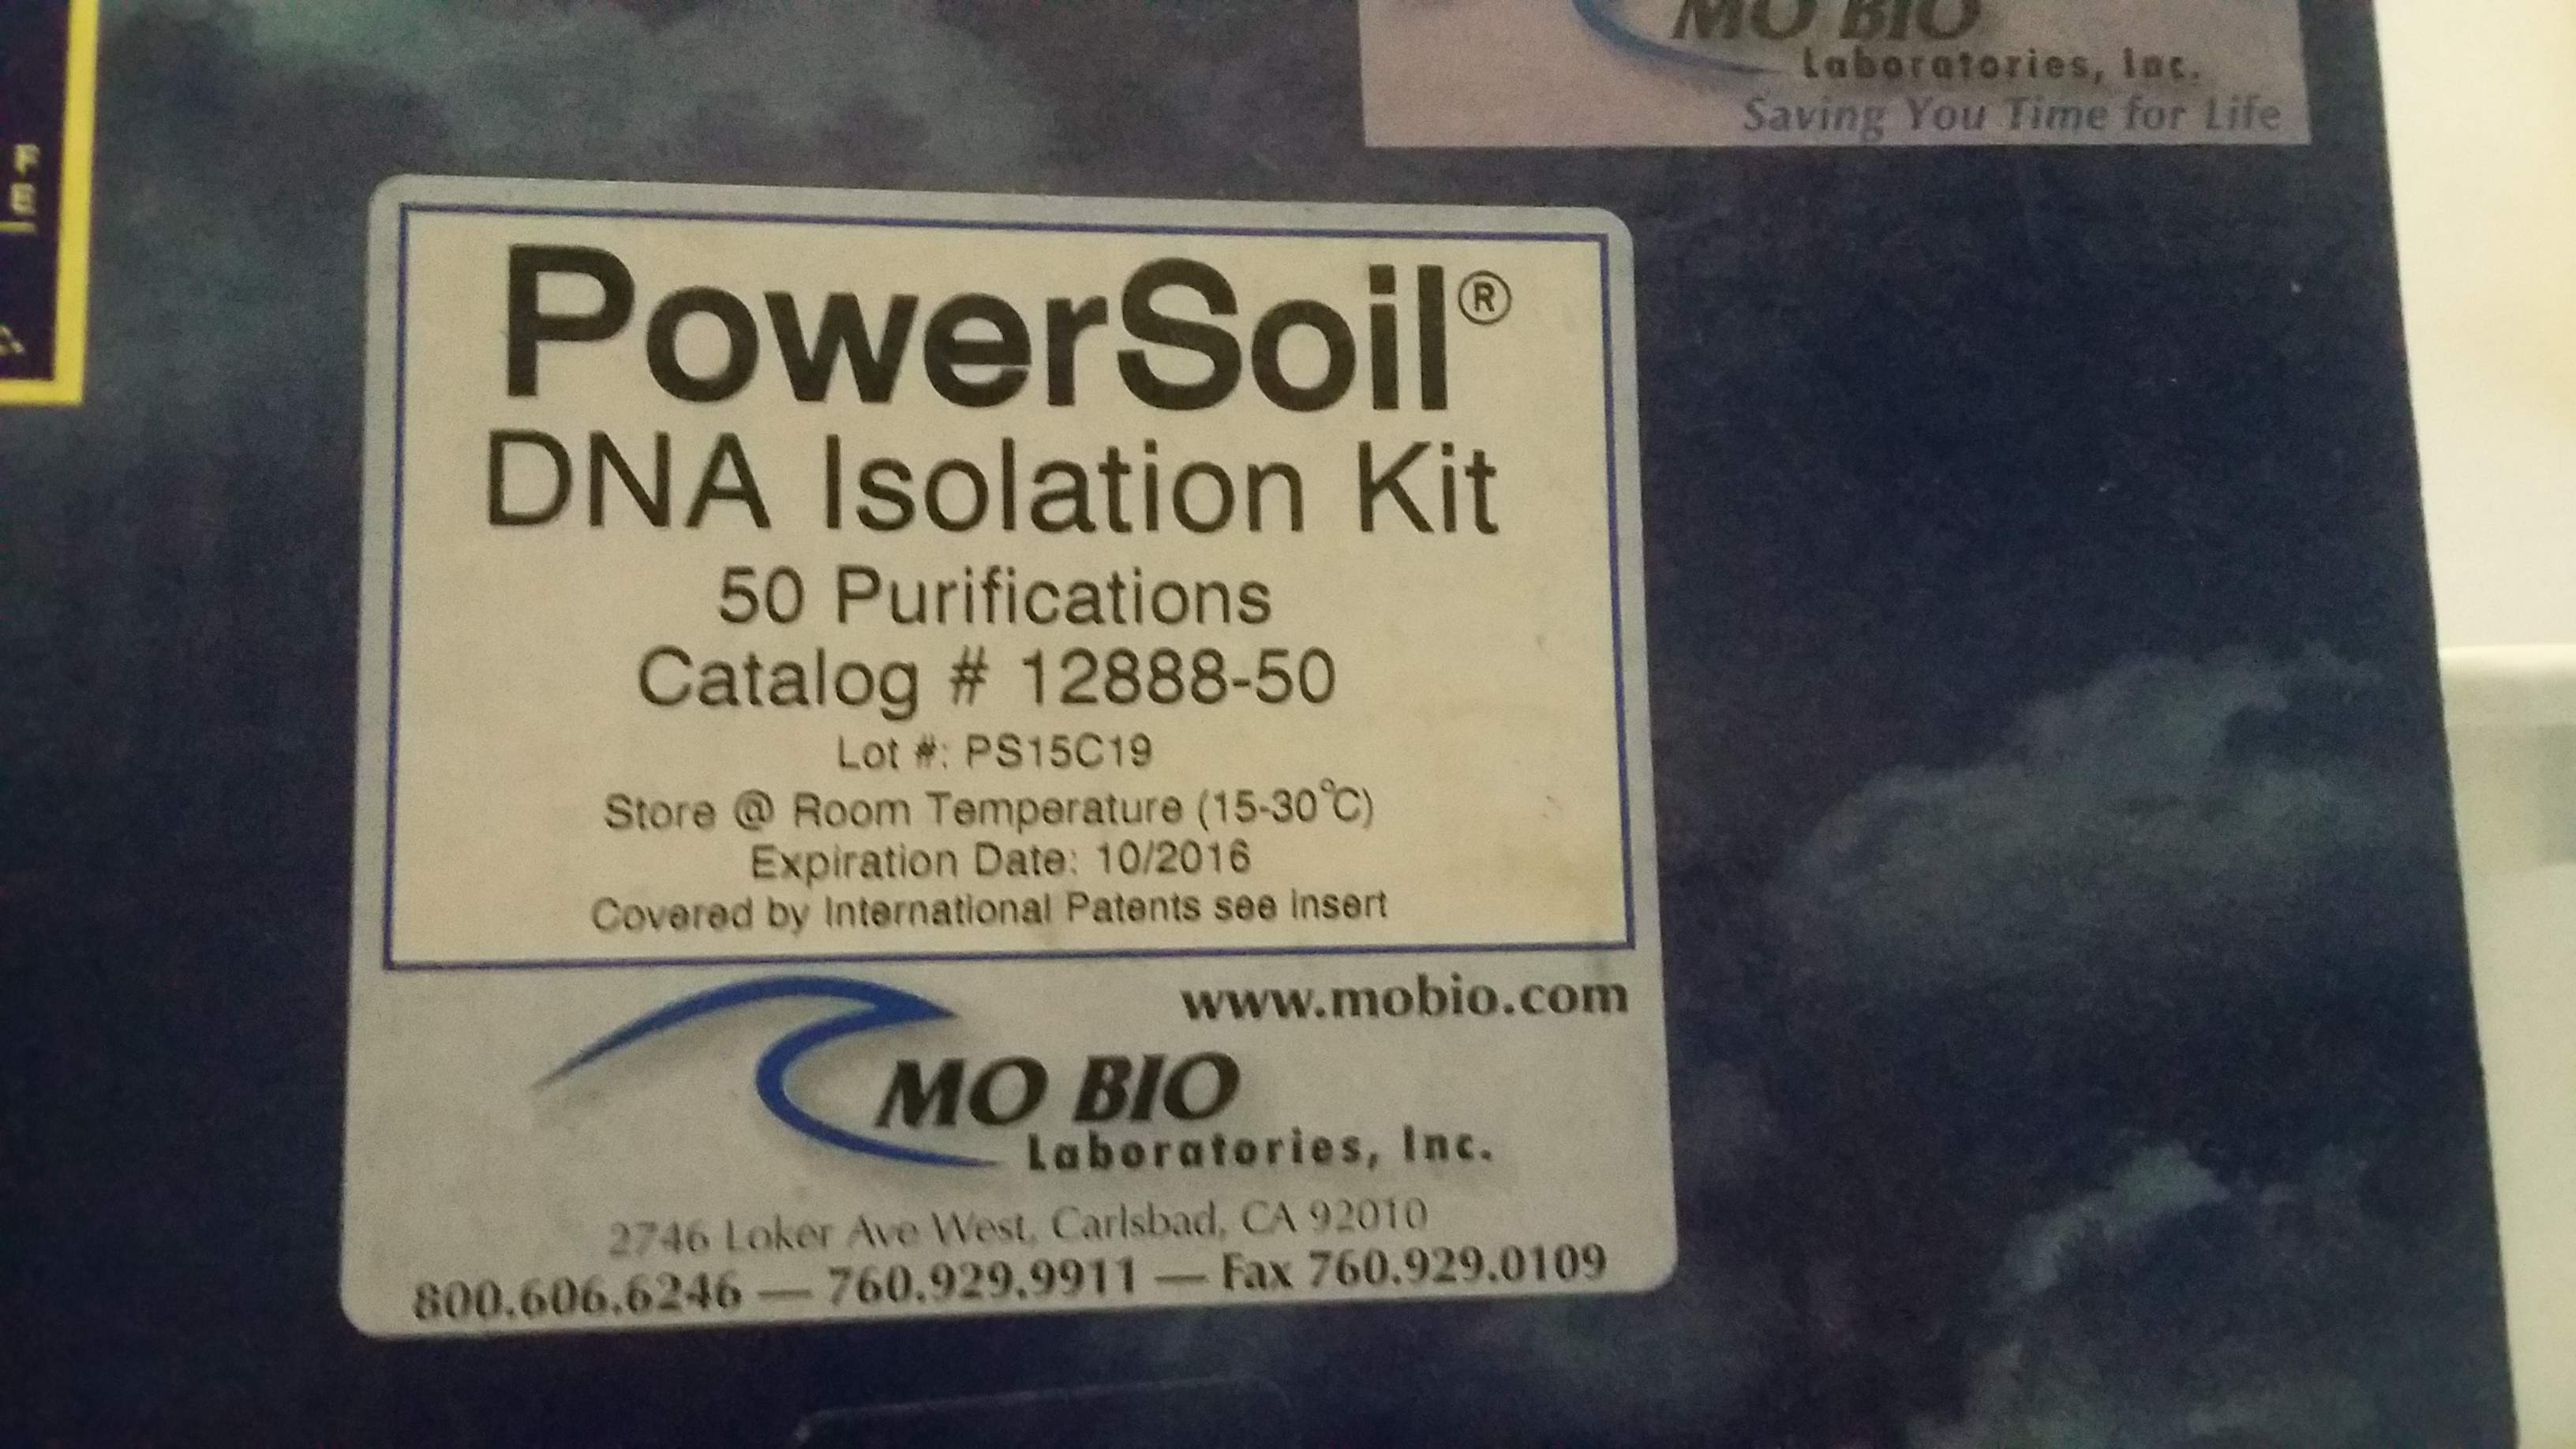 MO BIO
Laboratories, Inc.
Saving You Time for Life
F
E
PowerSoil®
DNA Isolation Kit
50 Purifications
Catalog # 12888-50
Lot #: PS15C19
Store @ Room Temperature (15-30°C)
Expiration Date: 10/2016
Covered by International Patents see insert
www.mobio.com
MO BIO
Laboratories, Inc.
2746 Loker Ave West, Carlsbad, CA 92010
800.606.6246 — 760.929.9911 — Fax 760.929.0109